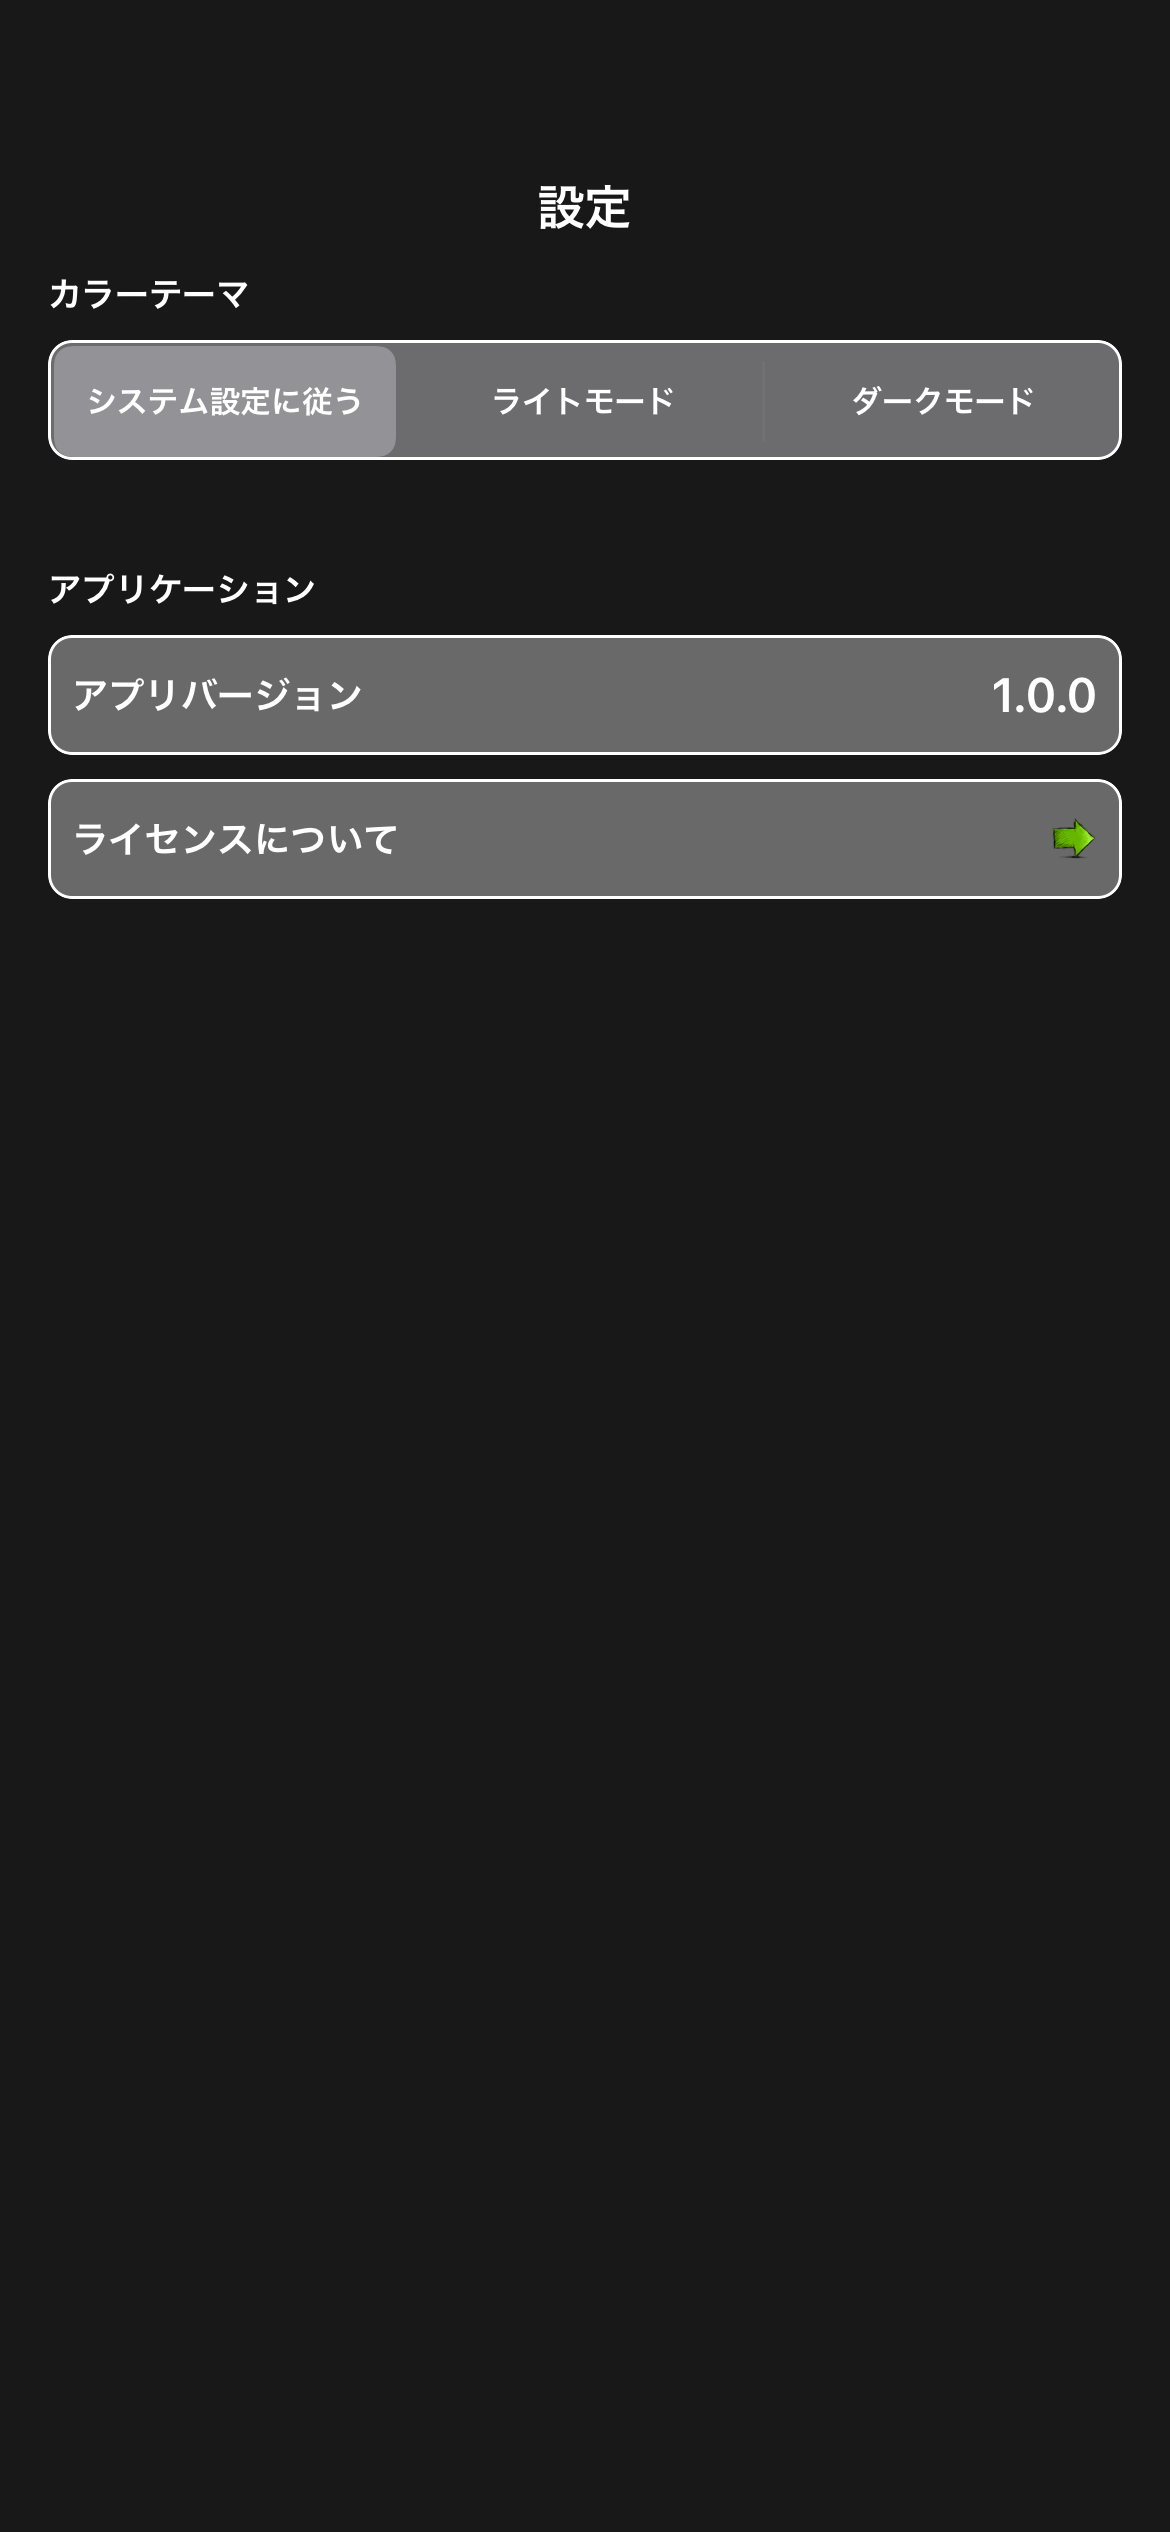 設定
カラーテーマ
システム設定に従う ライトモード ダークモード
アプリケーション
アプリバージョン 1.0.0
ライセンスについて